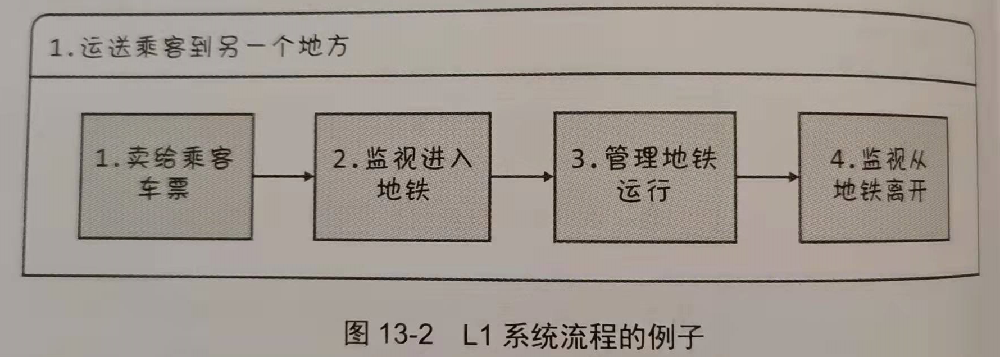 1.运送乘客到另一个地方
1.卖给乘客
车票
2.监视进入
地铁
3.管理地铁
运行
4.监视从
地铁离开
图 13-2 L1 系统流程的例子